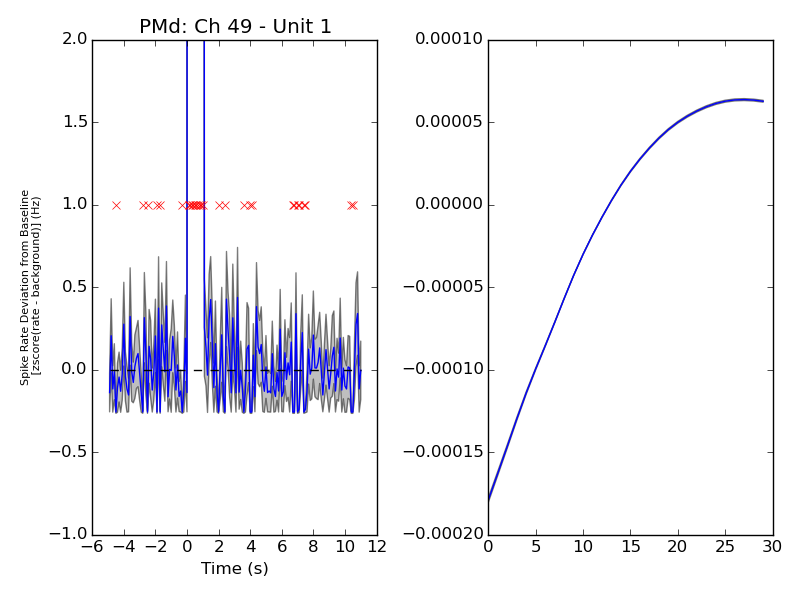 PMd: Ch 49 - Unit 1
2.0
1.5
1.0
0.5
0.0
−0.5
−1.0
−6 −4 −2 0 2 4 6 8 10 12
Time (s)
Spike Rate Deviation from Baseline
[zscore(rate - background)] (Hz)
0.00010
0.00005
0.00000
−0.00005
−0.00010
−0.00015
−0.00020
0 5 10 15 20 25 30